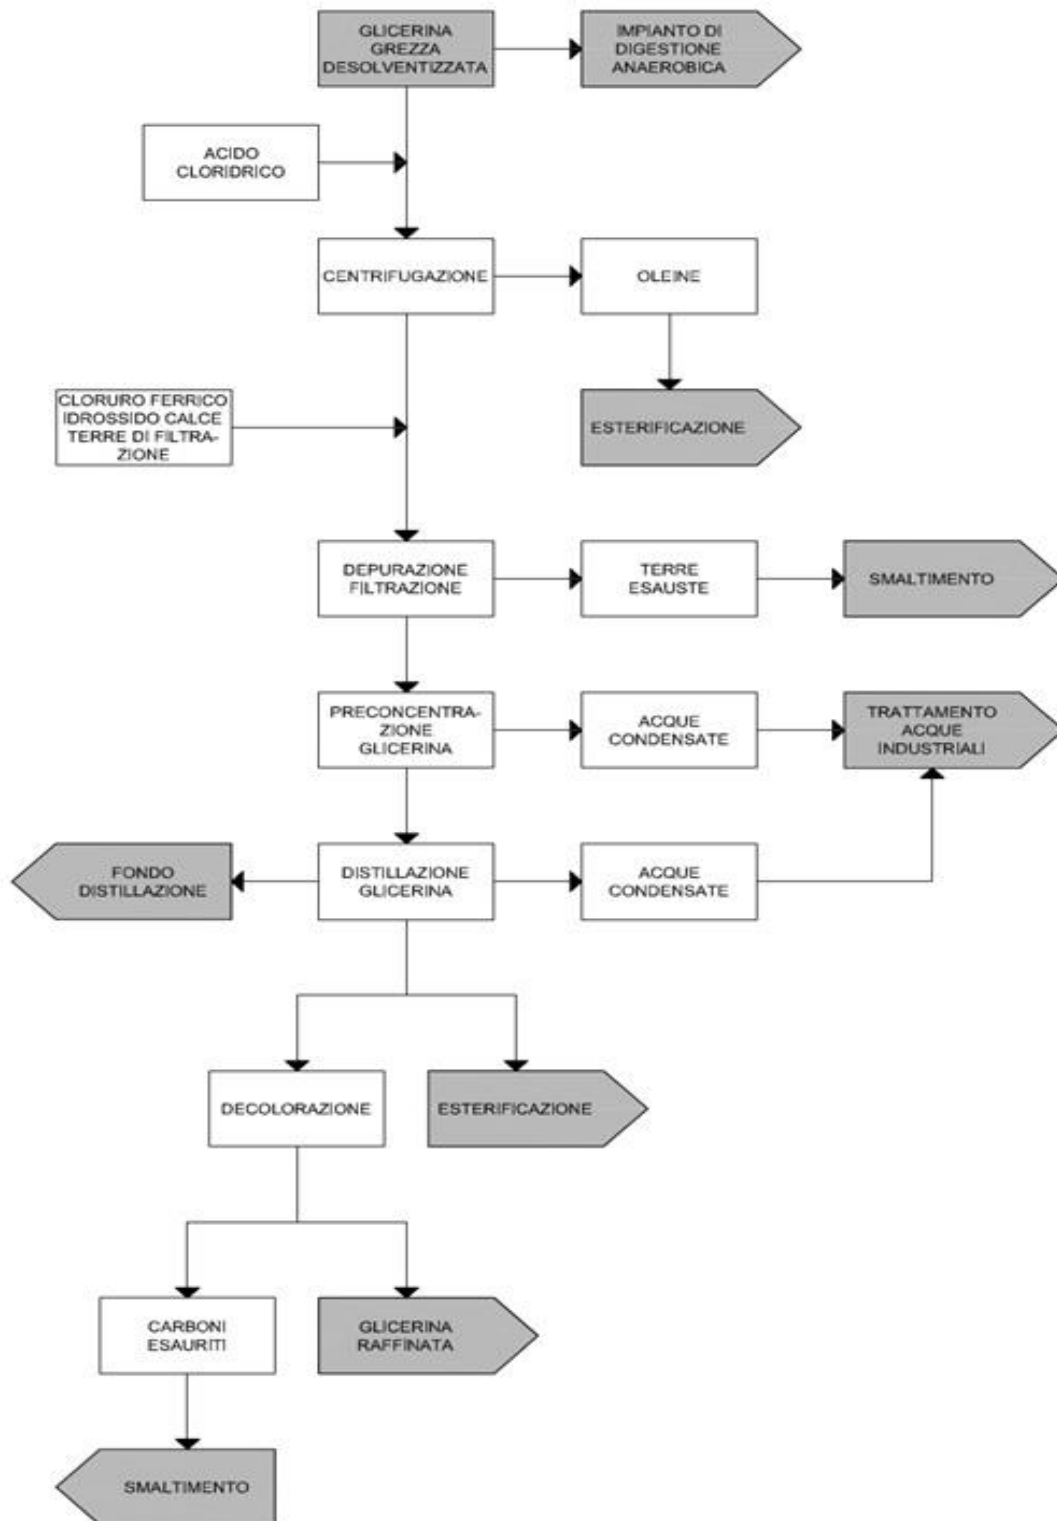 GLICERINA
GREZZA
DESOLVENTIZZATA
IMPIANTO DI
DIGESTIONE
ANAEROBICA
ACIDO
CLORIDRICO
CENTRIFUGAZIONE
OLEINE
CLORURO FERRICO
IDROSSIDO CALCE
TERRE DI FILTRA-
ZIONE
ESTERIFICAZIONE
DEPURAZIONE
FILTRAZIONE
TERRE
ESAUSTE
SMALTIMENTO
PRECONCENTRA-
ZIONE
GLICERINA
ACQUE
CONDENSATE
TRATTAMENTO
ACQUE
INDUSTRIALI
FONDO
DISTILLAZIONE
DISTILLAZIONE
GLICERINA
ACQUE
CONDENSATE
DECOLORAZIONE
ESTERIFICAZIONE
CARBONI
ESAURITI
GLICERINA
RAFFINATA
SMALTIMENTO